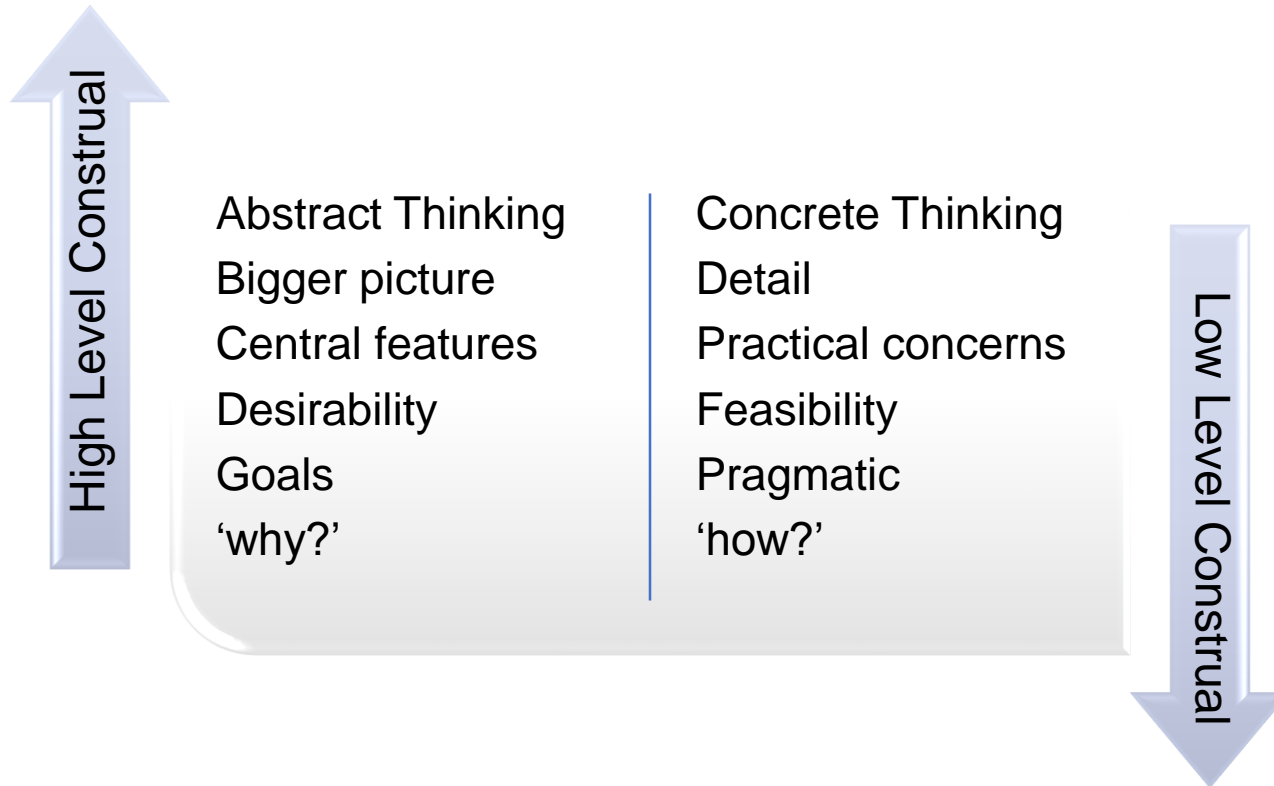 High Level Construal
Abstract Thinking
Bigger picture
Central features
Desirability
Goals
‘why?’
Concrete Thinking
Detail
Practical concerns
Feasibility
Pragmatic
‘how?’
Low Level Construal